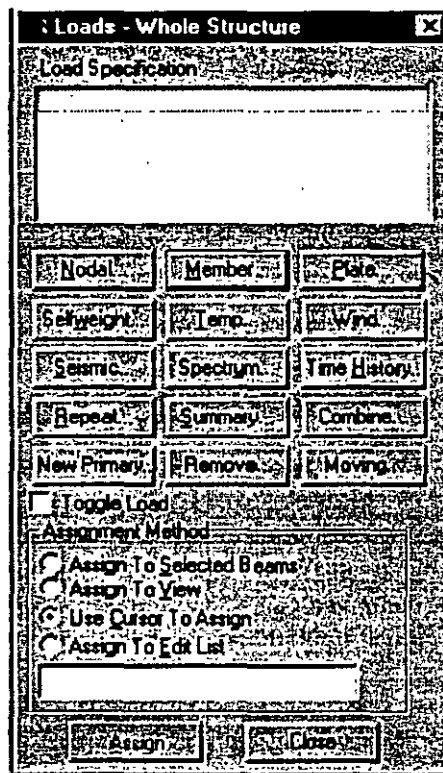 Loads - Whole Structure
Load Specification
Nodal... Member... Plate...
Selfweight... Temp... Wind...
Seismic... Spectrum... Time History...
Repeat... Summary... Combine...
New Primary... Remove... Moving...
Toggle Load
Assignment Method
Assign To Selected Beams
Assign To View
Use Cursor To Assign
Assign To Edit List
Assign Close